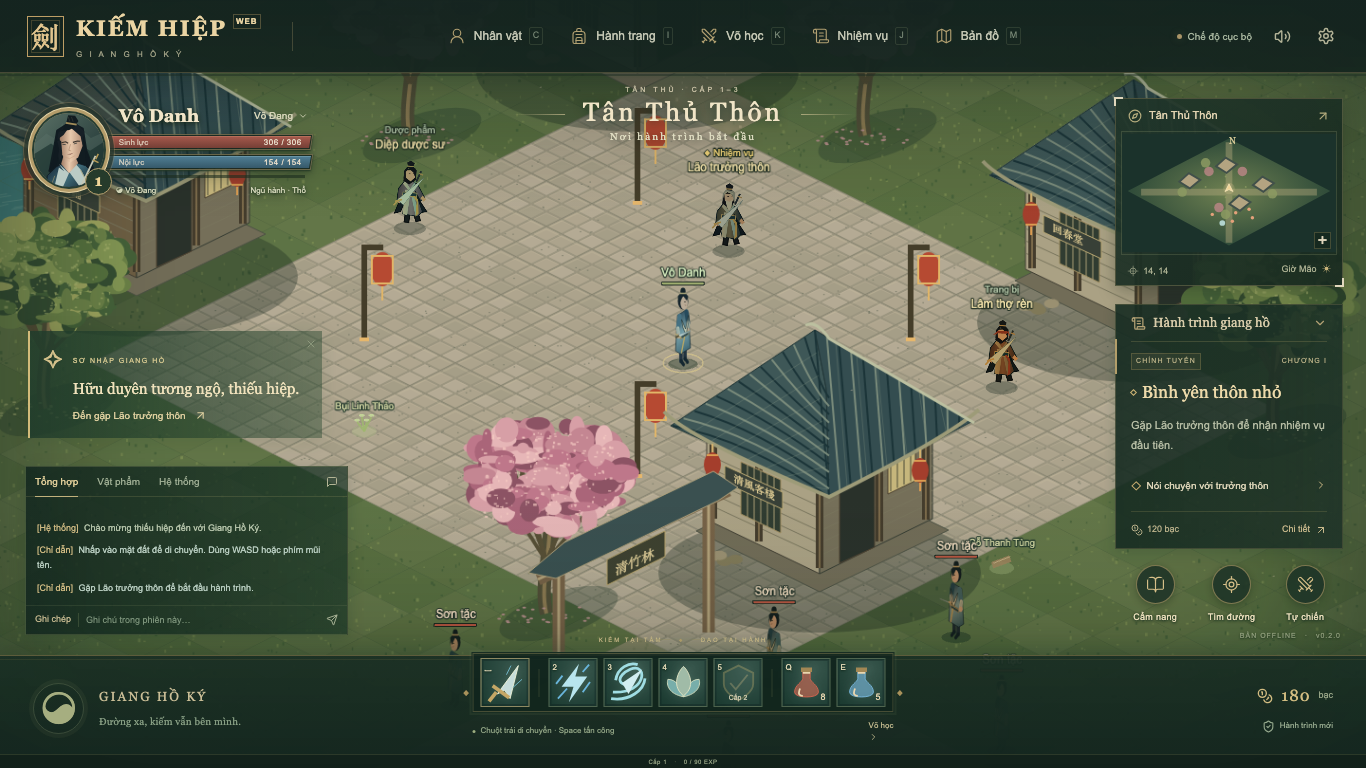 劍
KIẾM HIỆP WEB
GIANG HỒ KÝ
Nhân vật C
Hành trang I
Võ học K
Nhiệm vụ J
Bản đồ M
Chế độ cục bộ
TÂN THỦ · CẤP 1–3
Tân Thủ Thôn
Nơi hành trình bắt đầu
Vô Danh
Võ Đang
Sinh lực 306 / 306
Nội lực 154 / 154
1
Võ Đang
Ngũ hành · Thổ
Dược phẩm
Diệp dược sư
Nhiệm vụ
Lão trưởng thôn
Vô Danh
Trang bị
Lâm thợ rèn
回春堂
Tân Thủ Thôn
N
14, 14
Giờ Mão
Hành trình giang hồ
CHÍNH TUYẾN
CHƯƠNG I
Bình yên thôn nhỏ
Gặp Lão trưởng thôn để nhận nhiệm vụ
đầu tiên.
Nói chuyện với trưởng thôn
120 bạc
Chi tiết
SƠ NHẬP GIANG HỒ
Hữu duyên tương ngộ, thiếu hiệp.
Đến gặp Lão trưởng thôn
Bụi Linh Thảo
清風客棧
清竹林
Tổng hợp
Vật phẩm
Hệ thống
[Hệ thống] Chào mừng thiếu hiệp đến với Giang Hồ Ký.
[Chỉ dẫn] Nhấp vào mặt đất để di chuyển. Dùng WASD hoặc phím mũi
tên.
[Chỉ dẫn] Gặp Lão trưởng thôn để bắt đầu hành trình.
Ghi chép
Ghi chú trong phiên này…
Sơn tặc
Sơn tặc
Sơn tặc
Thanh Tùng
KIẾM TẠI TÂM
ĐẠO TẠI HÀNH
Cẩm nang
Tìm đường
Tự chiến
BẢN OFFLINE · v0.2.0
GIANG HỒ KÝ
Đường xa, kiếm vẫn bên mình.
2
3
4
5
Cấp 2
Q
8
E
5
Chuột trái di chuyển · Space tấn công
Võ học
180 bạc
Hành trình mới
Cấp 1 · 0 / 90 EXP